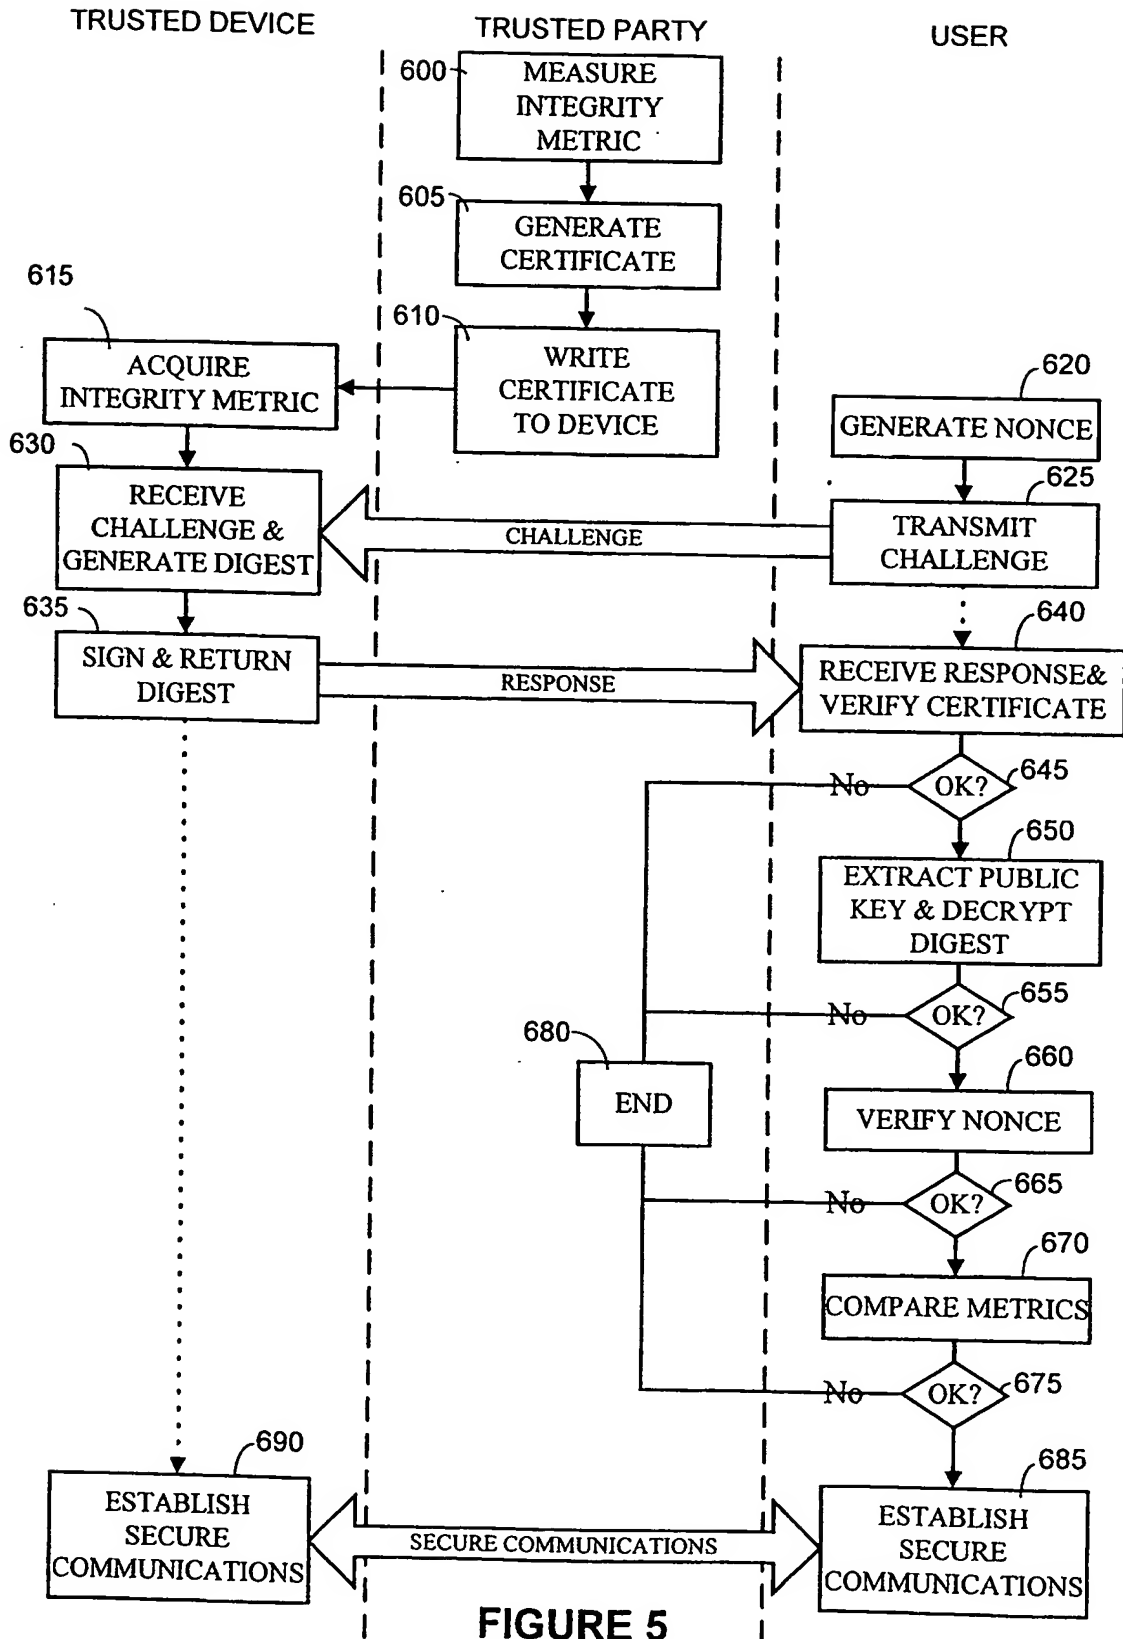 TRUSTED DEVICE
TRUSTED PARTY
USER
600
MEASURE
INTEGRITY
METRIC
605
GENERATE
CERTIFICATE
610
WRITE
CERTIFICATE
TO DEVICE
615
ACQUIRE
INTEGRITY METRIC
620
GENERATE NONCE
625
TRANSMIT
CHALLENGE
CHALLENGE
630
RECEIVE
CHALLENGE &
GENERATE DIGEST
635
SIGN & RETURN
DIGEST
RESPONSE
640
RECEIVE RESPONSE&
VERIFY CERTIFICATE
645
OK?
No
650
EXTRACT PUBLIC
KEY & DECRYPT
DIGEST
655
OK?
No
680
END
660
VERIFY NONCE
665
OK?
No
670
COMPARE METRICS
675
OK?
No
690
ESTABLISH
SECURE
COMMUNICATIONS
SECURE COMMUNICATIONS
685
ESTABLISH
SECURE
COMMUNICATIONS
FIGURE 5